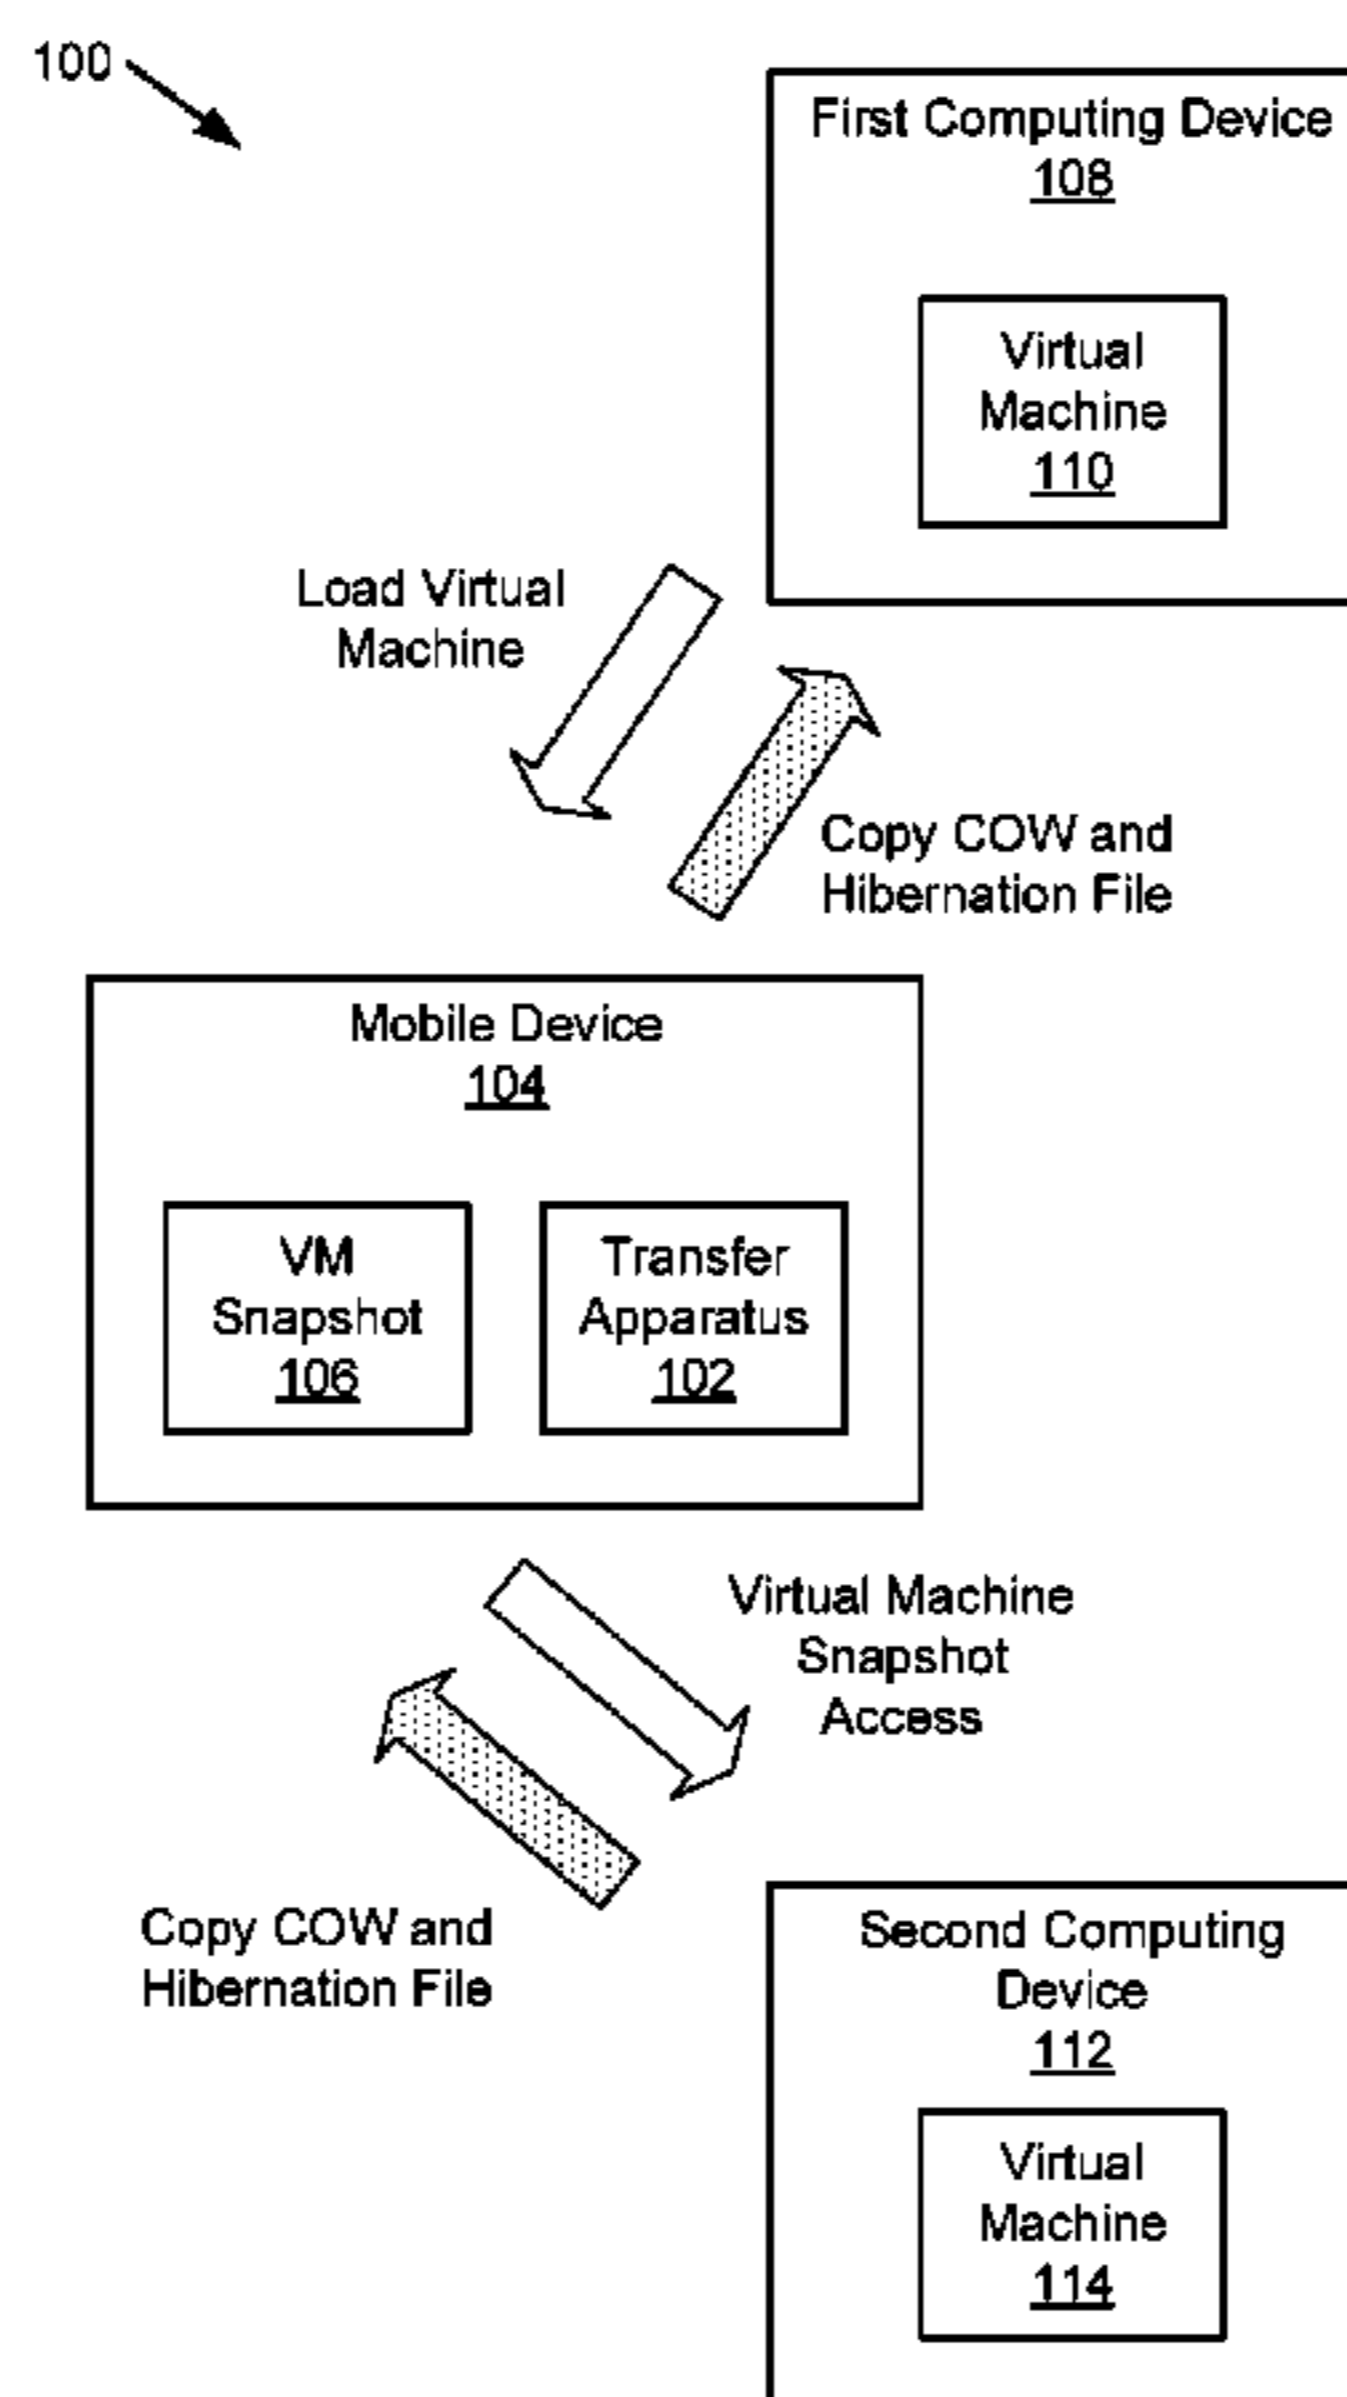 100
First Computing Device
108
Virtual
Machine
110
Load Virtual
Machine
Copy COW and
Hibernation File
Mobile Device
104
VM
Snapshot
106
Transfer
Apparatus
102
Virtual Machine
Snapshot
Access
Copy COW and
Hibernation File
Second Computing
Device
112
Virtual
Machine
114